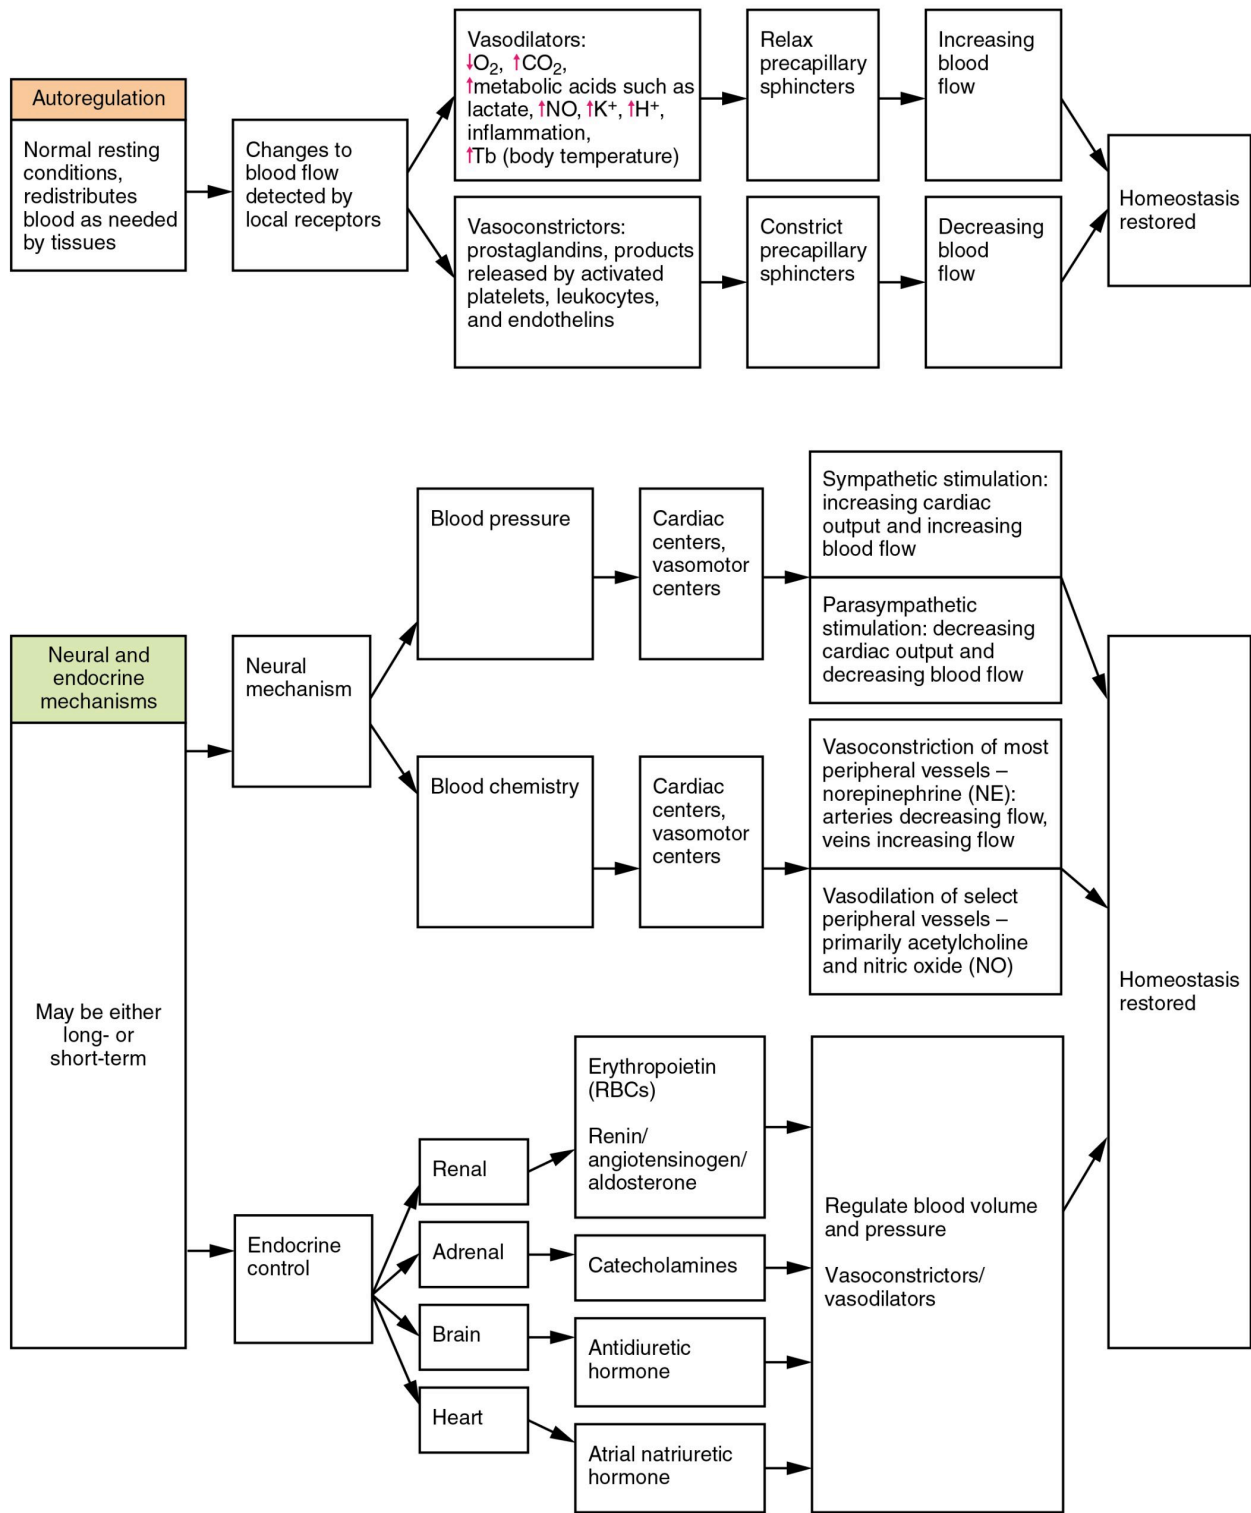 Autoregulation
Normal resting
conditions,
redistributes
blood as needed
by tissues
Changes to
blood flow
detected by
local receptors
Vasodilators:
↓O₂, ↑CO₂,
↑metabolic acids such as
lactate, ↑NO, ↑K⁺, ↑H⁺,
inflammation,
↑Tb (body temperature)
Relax
precapillary
sphincters
Increasing
blood
flow
Vasoconstrictors:
prostaglandins, products
released by activated
platelets, leukocytes,
and endothelins
Constrict
precapillary
sphincters
Decreasing
blood
flow
Homeostasis
restored
Neural and
endocrine
mechanisms
May be either
long- or
short-term
Neural
mechanism
Blood pressure
Cardiac
centers,
vasomotor
centers
Sympathetic stimulation:
increasing cardiac
output and increasing
blood flow
Parasympathetic
stimulation: decreasing
cardiac output and
decreasing blood flow
Blood chemistry
Cardiac
centers,
vasomotor
centers
Vasoconstriction of most
peripheral vessels –
norepinephrine (NE):
arteries decreasing flow,
veins increasing flow
Vasodilation of select
peripheral vessels –
primarily acetylcholine
and nitric oxide (NO)
Endocrine
control
Renal
Erythropoietin
(RBCs)
Renin/
angiotensinogen/
aldosterone
Adrenal
Catecholamines
Brain
Antidiuretic
hormone
Heart
Atrial natriuretic
hormone
Regulate blood volume
and pressure
Vasoconstrictors/
vasodilators
Homeostasis
restored